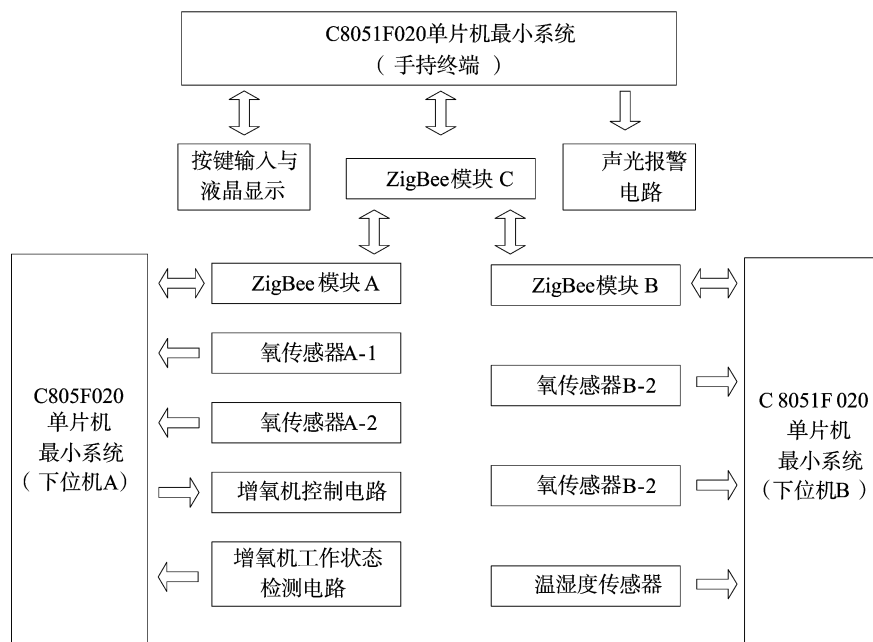 C8051F020单片机最小系统
（ 手持终端 ）
按键输入与
液晶显示
ZigBee模块 C
声光报警
电路
ZigBee 模块 A
ZigBee模块 B
氧传感器A-1
氧传感器A-2
增氧机控制电路
增氧机工作状态
检测电路
C805F020
单片机
最小系统
（ 下位机A）
氧传感器B-2
氧传感器B-2
温湿度传感器
C 8051F 020
单片机
最小系统
（下位机B ）